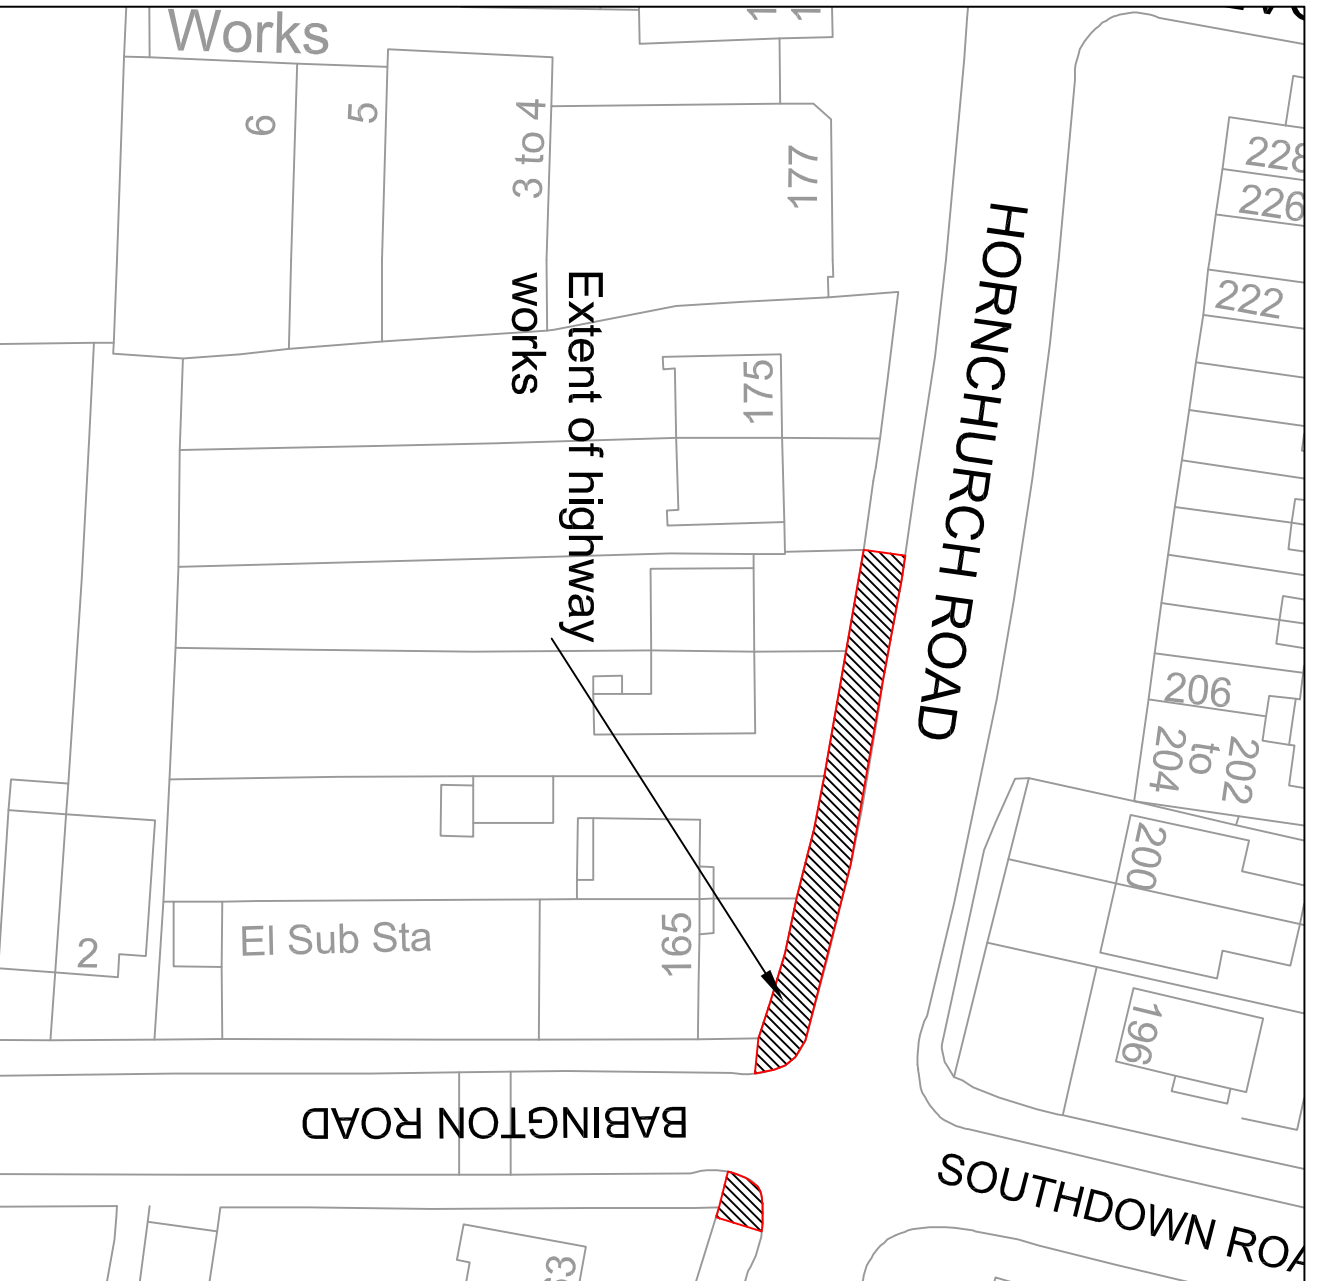 Works
6
5
3 to 4
177
175
Extent of highway
works
HORNCHURCH ROAD
228
226
222
206
202
to
204
200
196
El Sub Sta
165
2
BABINGTON ROAD
SOUTHDOWN ROA